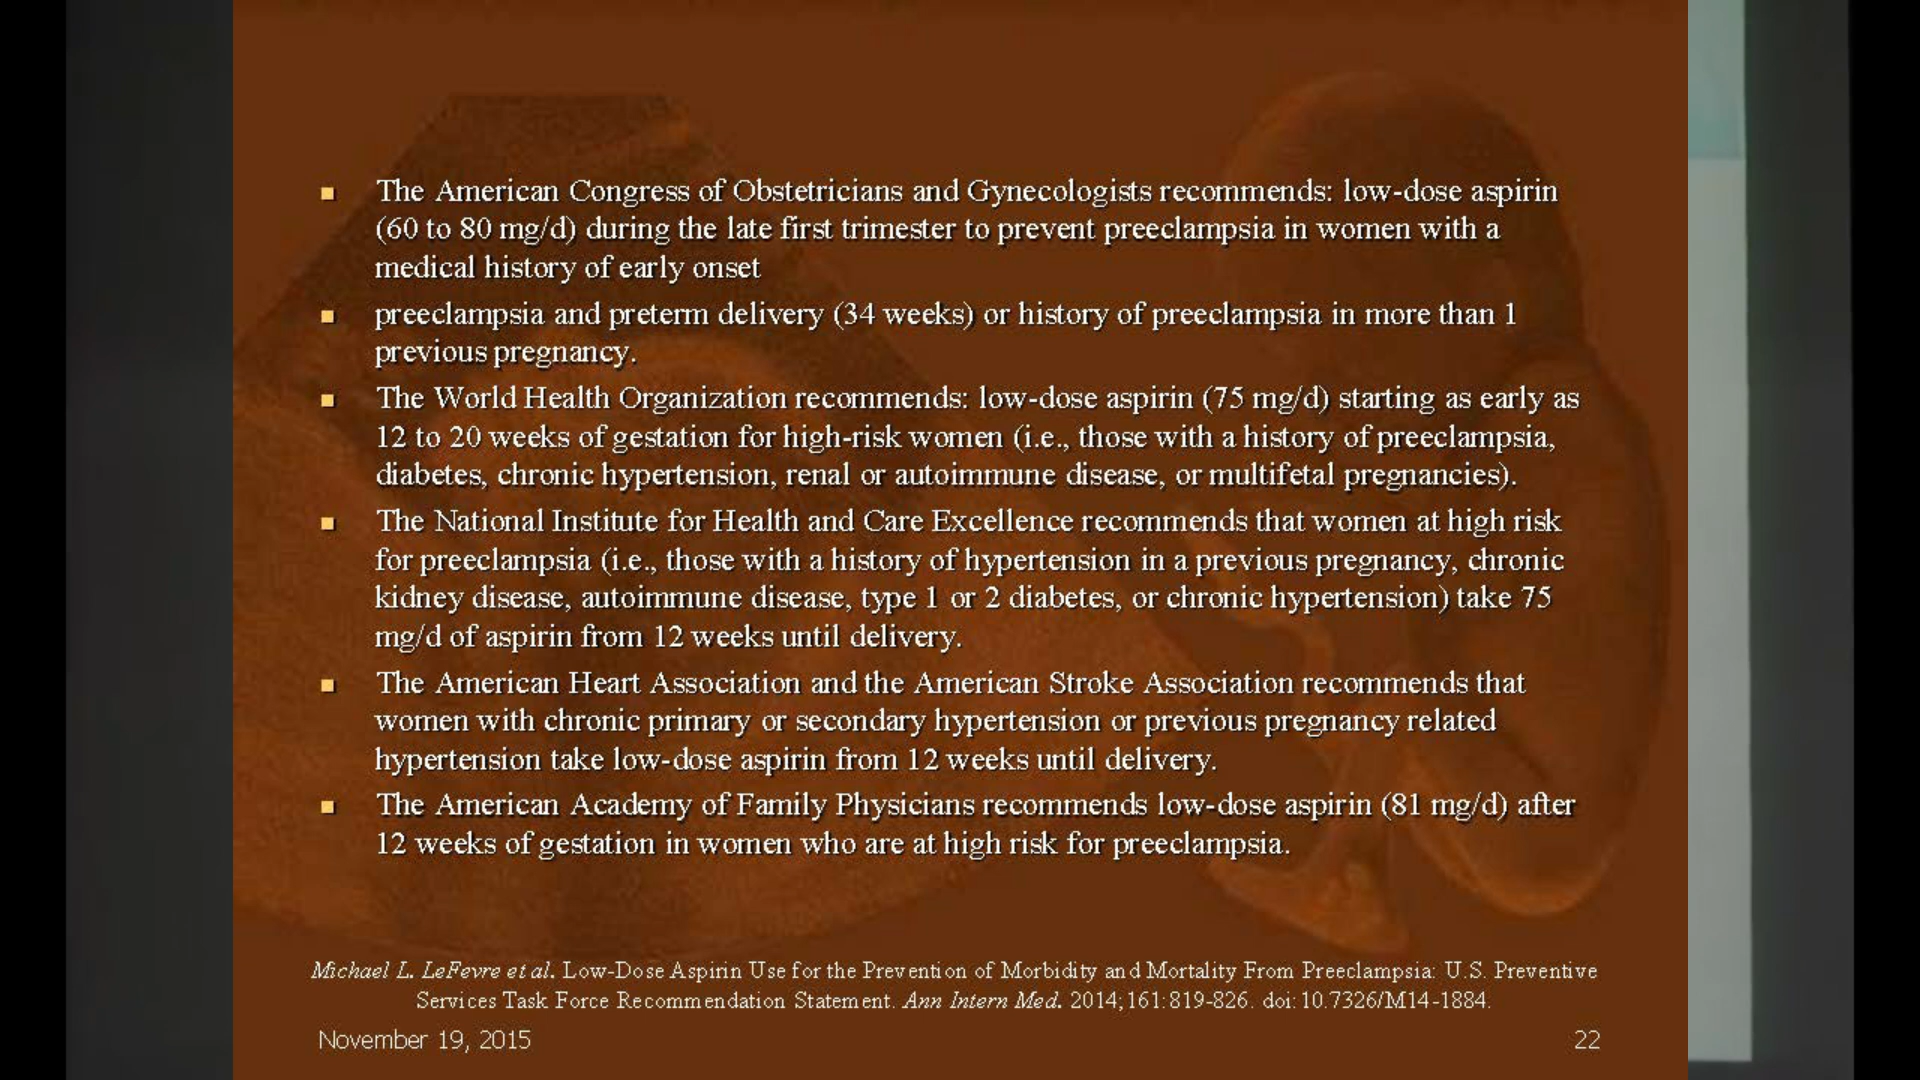 ■ The American Congress of Obstetricians and Gynecologists recommends: low-dose aspirin
(60 to 80 mg/d) during the late first trimester to prevent preeclampsia in women with a
medical history of early onset
■ preeclampsia and preterm delivery (34 weeks) or history of preeclampsia in more than 1
previous pregnancy.
■ The World Health Organization recommends: low-dose aspirin (75 mg/d) starting as early as
12 to 20 weeks of gestation for high-risk women (i.e., those with a history of preeclampsia,
diabetes, chronic hypertension, renal or autoimmune disease, or multifetal pregnancies).
■ The National Institute for Health and Care Excellence recommends that women at high risk
for preeclampsia (i.e., those with a history of hypertension in a previous pregnancy, chronic
kidney disease, autoimmune disease, type 1 or 2 diabetes, or chronic hypertension) take 75
mg/d of aspirin from 12 weeks until delivery.
■ The American Heart Association and the American Stroke Association recommends that
women with chronic primary or secondary hypertension or previous pregnancy related
hypertension take low-dose aspirin from 12 weeks until delivery.
■ The American Academy of Family Physicians recommends low-dose aspirin (81 mg/d) after
12 weeks of gestation in women who are at high risk for preeclampsia.
Michael L. LeFevre et al. Low-Dose Aspirin Use for the Prevention of Morbidity and Mortality From Preeclampsia: U.S. Preventive
Services Task Force Recommendation Statement. Ann Intern Med. 2014;161:819-826. doi:10.7326/M14-1884.
November 19, 2015
22